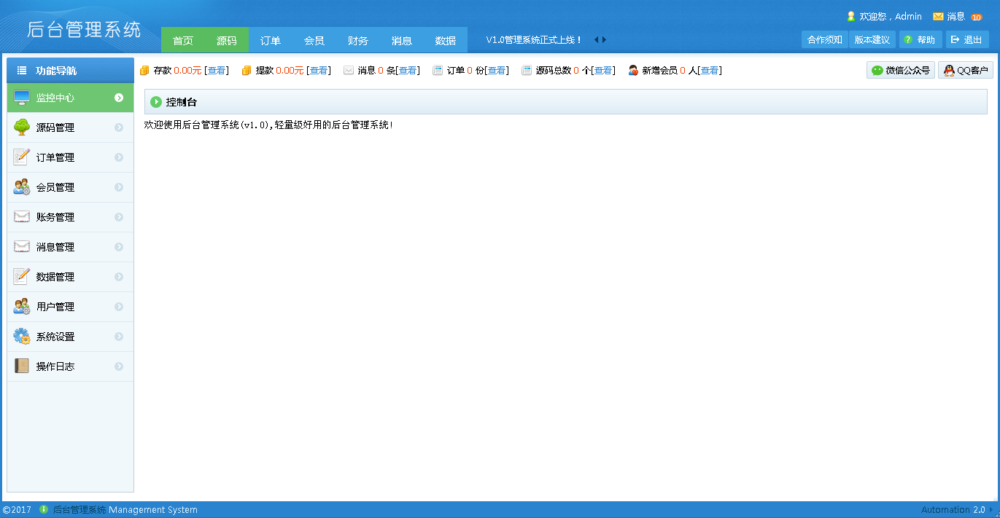 后台管理系统
欢迎您，Admin 消息 10
首页 源码 订单 会员 财务 消息 数据 V1.0管理系统正式上线！
合作须知 版本建议 帮助 退出
功能导航
存款 0.00元 [查看] 提款 0.00元 [查看] 消息 0 条[查看] 订单 0 份[查看] 源码总数 0 个[查看] 新增会员 0 人[查看]
微信公众号 QQ客户
监控中心
控制台
欢迎使用后台管理系统(v1.0),轻量级好用的后台管理系统!
源码管理
订单管理
会员管理
账务管理
消息管理
数据管理
用户管理
系统设置
操作日志
©2017 后台管理系统 Management System
Automation 2.0